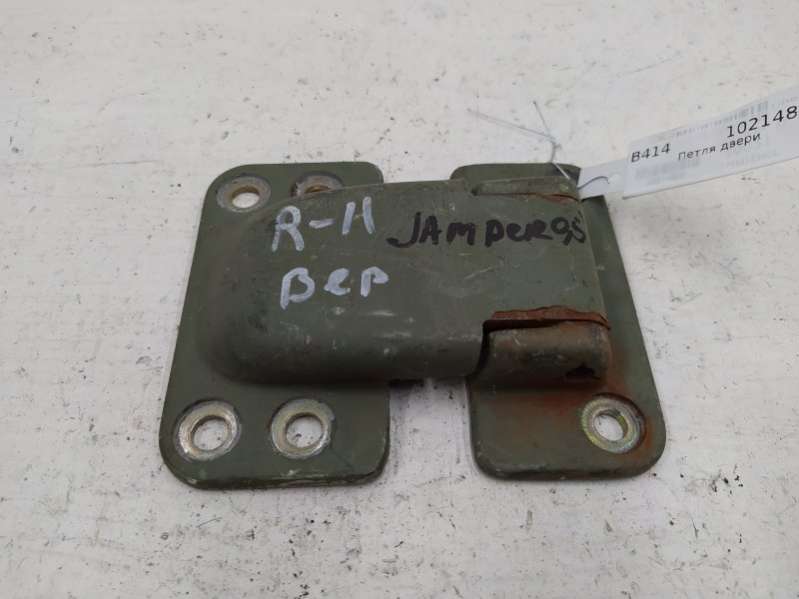 B414 102148
Петля двери
R-H JAMPER95
Вер